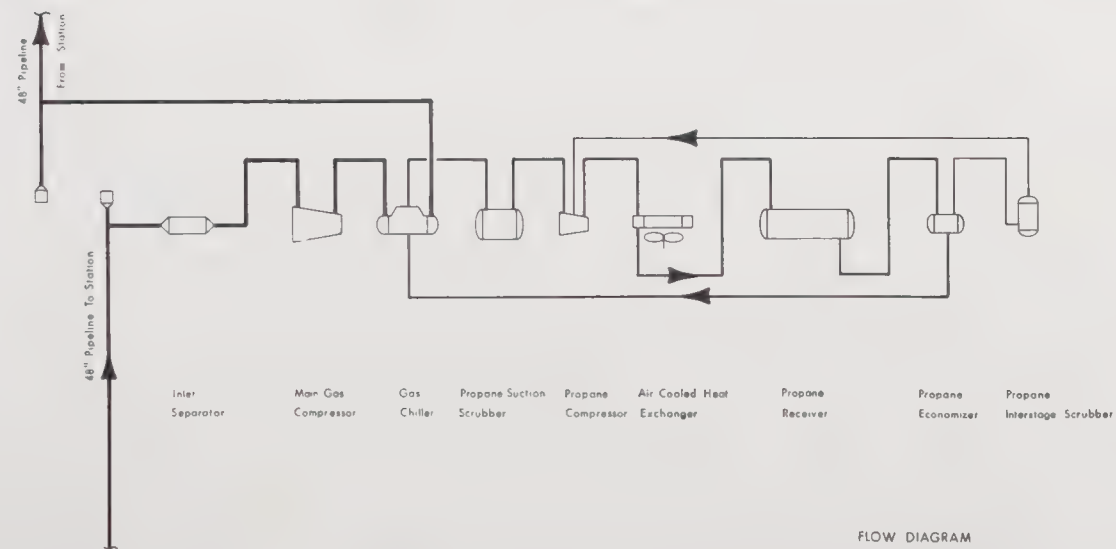 48" Pipeline
From Station
48" Pipeline To Station
Inlet
Separator
Main Gas
Compressor
Gas
Chiller
Propane Suction
Scrubber
Propane
Compressor
Air Cooled Heat
Exchanger
Propane
Receiver
Propane
Economizer
Propane
Interstage Scrubber
FLOW DIAGRAM